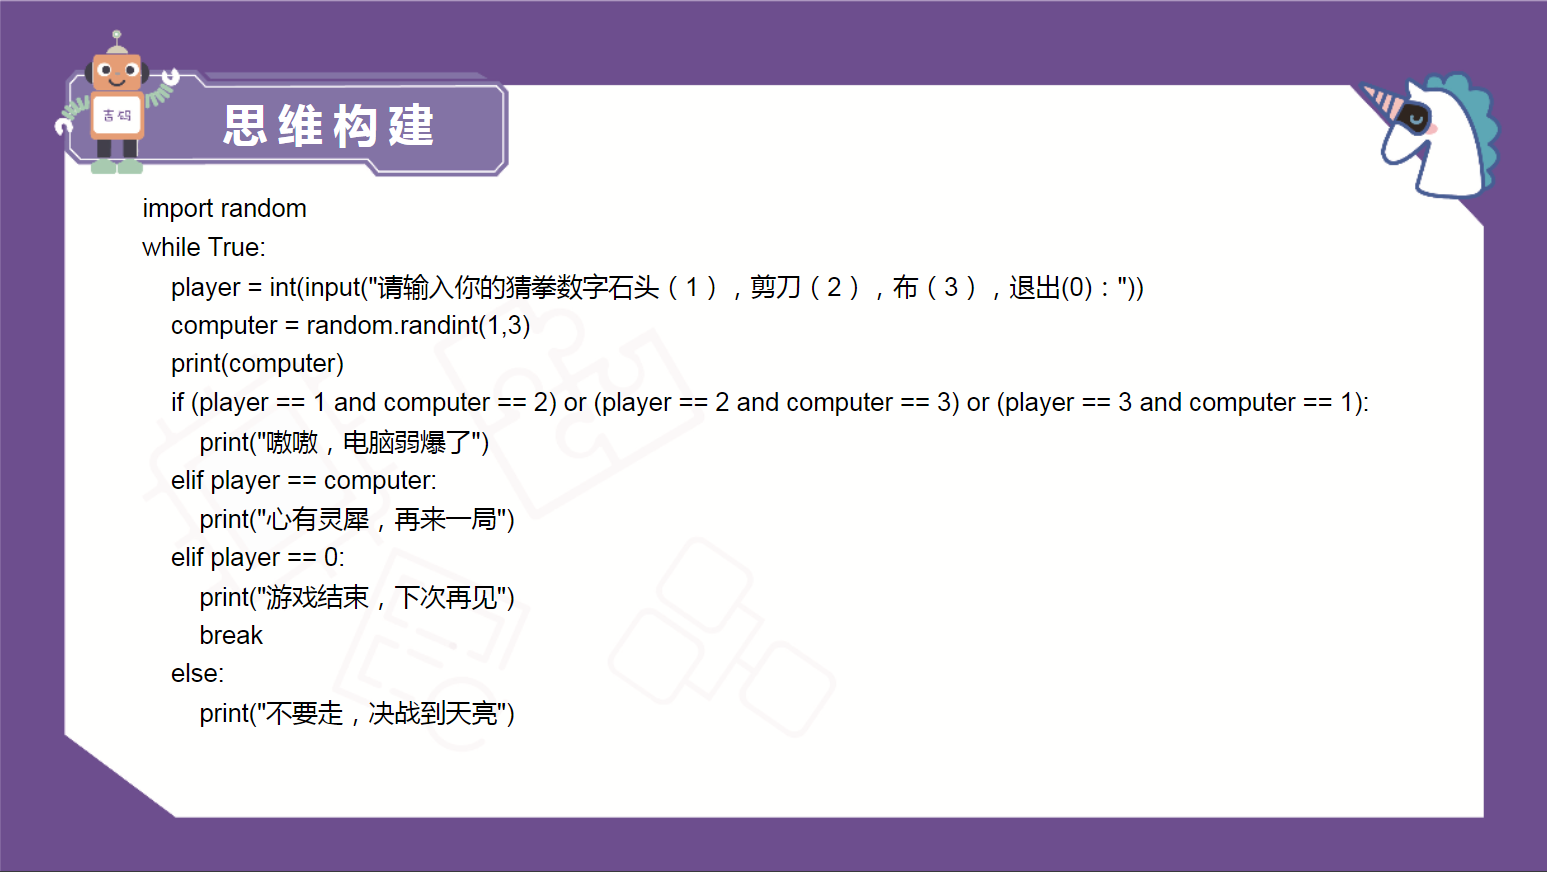 吉码
思维构建
import random
while True:
    player = int(input("请输入你的猜拳数字石头（1），剪刀（2），布（3），退出(0)："))
    computer = random.randint(1,3)
    print(computer)
    if (player == 1 and computer == 2) or (player == 2 and computer == 3) or (player == 3 and computer == 1):
        print("嗷嗷，电脑弱爆了")
    elif player == computer:
        print("心有灵犀，再来一局")
    elif player == 0:
        print("游戏结束，下次再见")
        break
    else:
        print("不要走，决战到天亮")